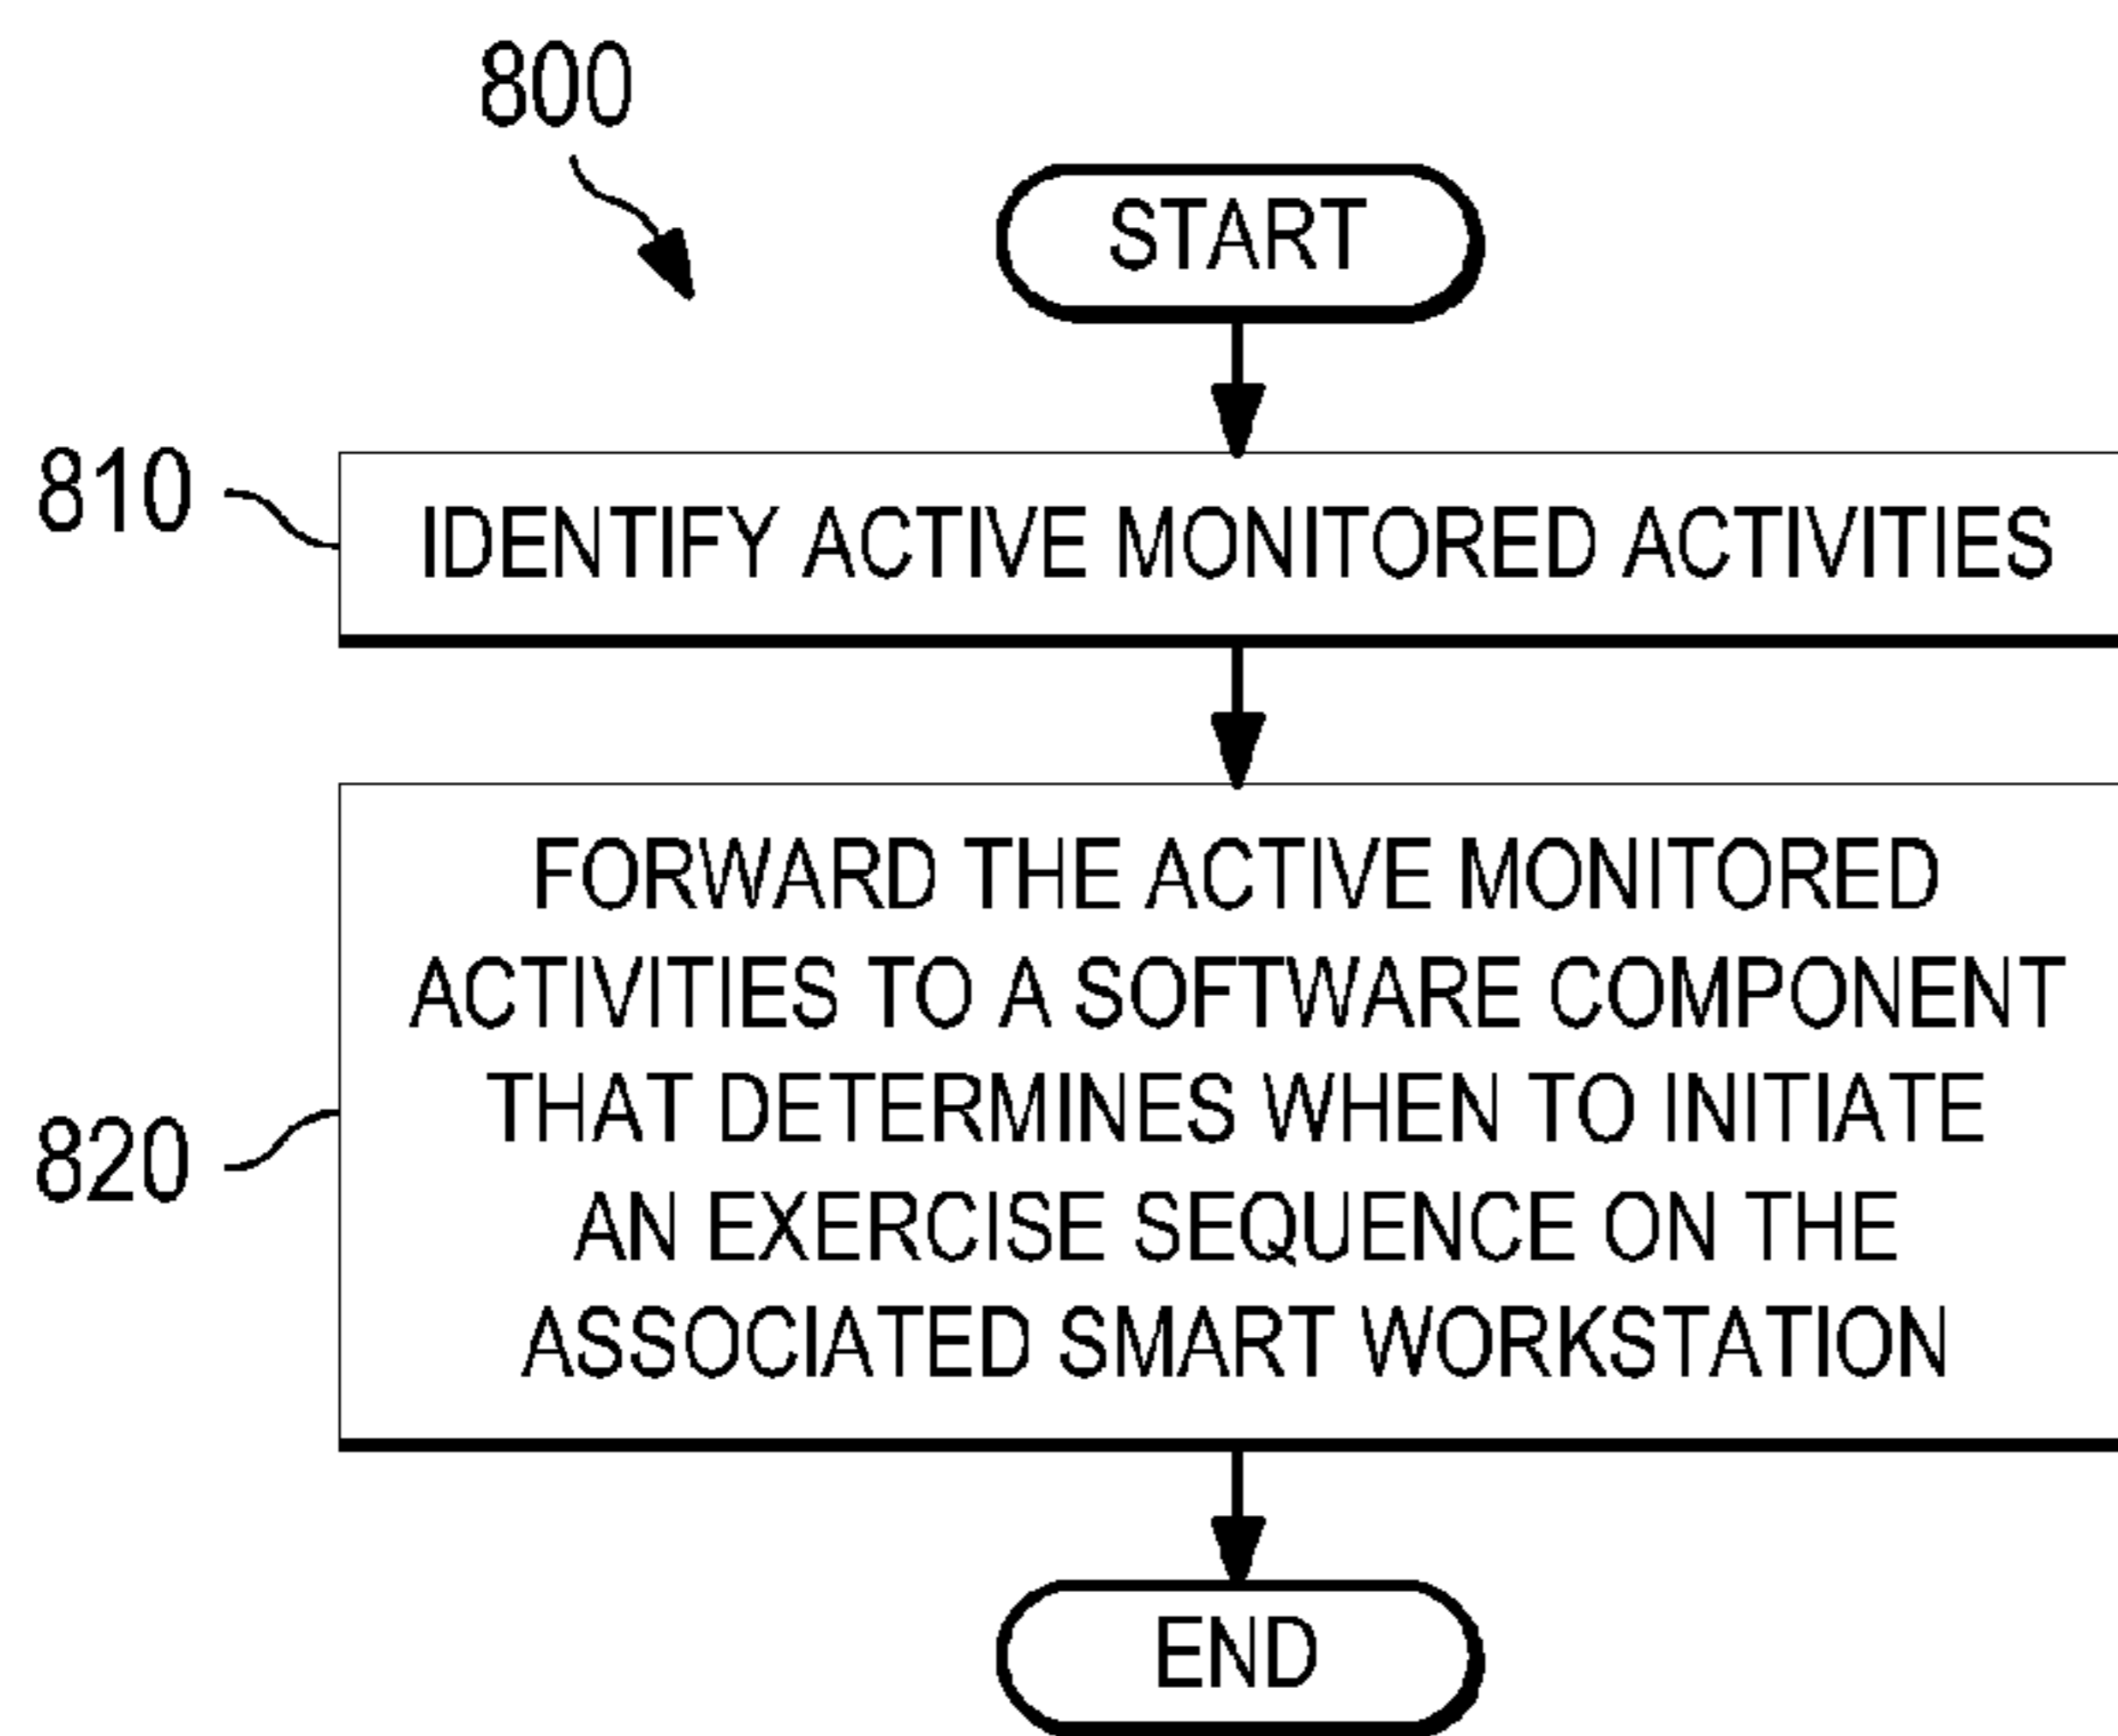 800
START
810
IDENTIFY ACTIVE MONITORED ACTIVITIES
FORWARD THE ACTIVE MONITORED
ACTIVITIES TO A SOFTWARE COMPONENT
THAT DETERMINES WHEN TO INITIATE
820
AN EXERCISE SEQUENCE ON THE
ASSOCIATED SMART WORKSTATION
END